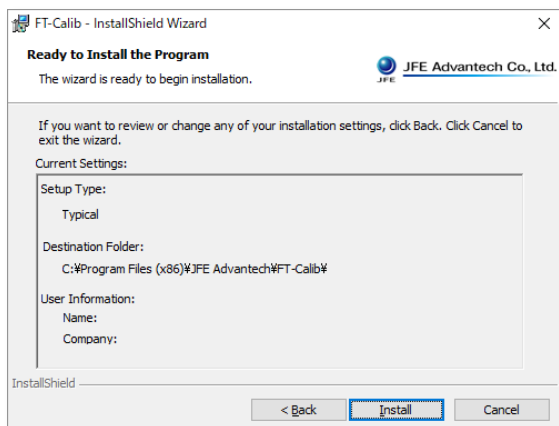 FT-Calib - InstallShield Wizard
Ready to Install the Program
The wizard is ready to begin installation.
JFE
JFE Advantech Co., Ltd.
If you want to review or change any of your installation settings, click Back. Click Cancel to
exit the wizard.
Current Settings:
Setup Type:
Typical
Destination Folder:
C:¥Program Files (x86)¥JFE Advantech¥FT-Calib¥
User Information:
Name:
Company:
InstallShield
< Back
Install
Cancel